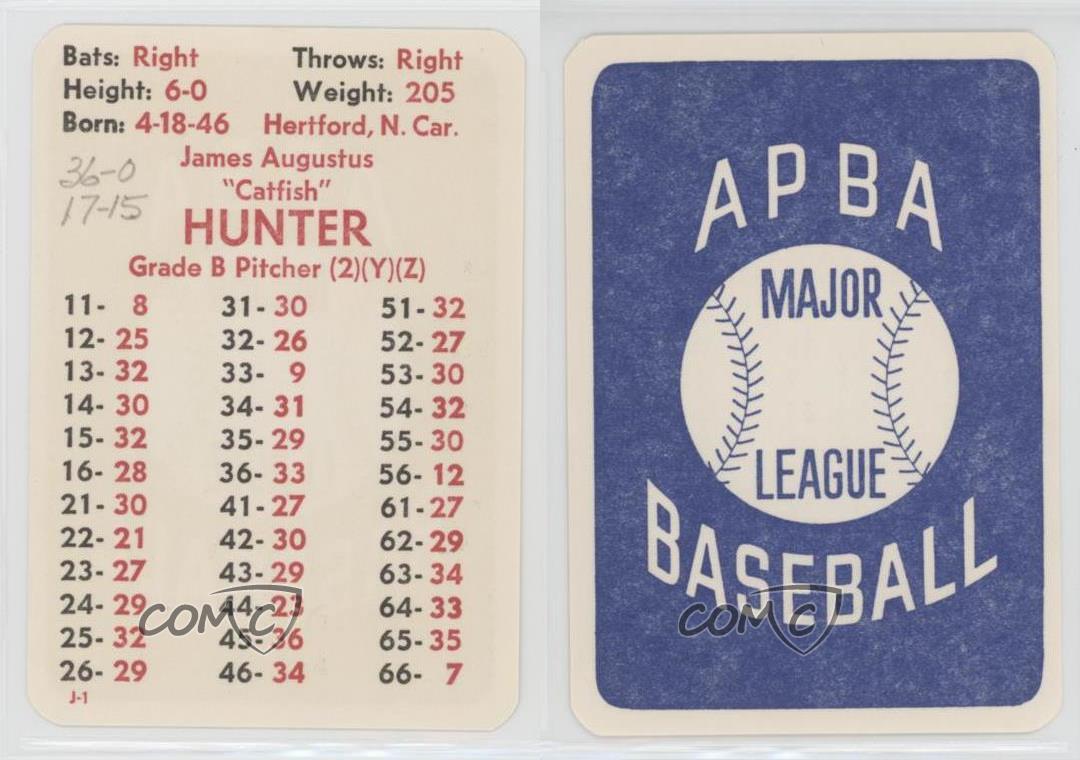 Bats: Right Throws: Right
Height: 6-0 Weight: 205
Born: 4-18-46 Hertford, N. Car.
James Augustus
"Catfish"
36-0
17-15
HUNTER
Grade B Pitcher (2)(Y)(Z)
11- 8 31- 30 51- 32
12- 25 32- 26 52- 27
13- 32 33- 9 53- 30
14- 30 34- 31 54- 32
15- 32 35- 29 55- 30
16- 28 36- 33 56- 12
21- 30 41- 27 61- 27
22- 21 42- 30 62- 29
23- 27 43- 29 63- 34
24- 29 44- 23 64- 33
25- 32 45- 36 65- 35
26- 29 46- 34 66- 7
J-1
COMC
APBA
MAJOR
LEAGUE
BASEBALL
COMC